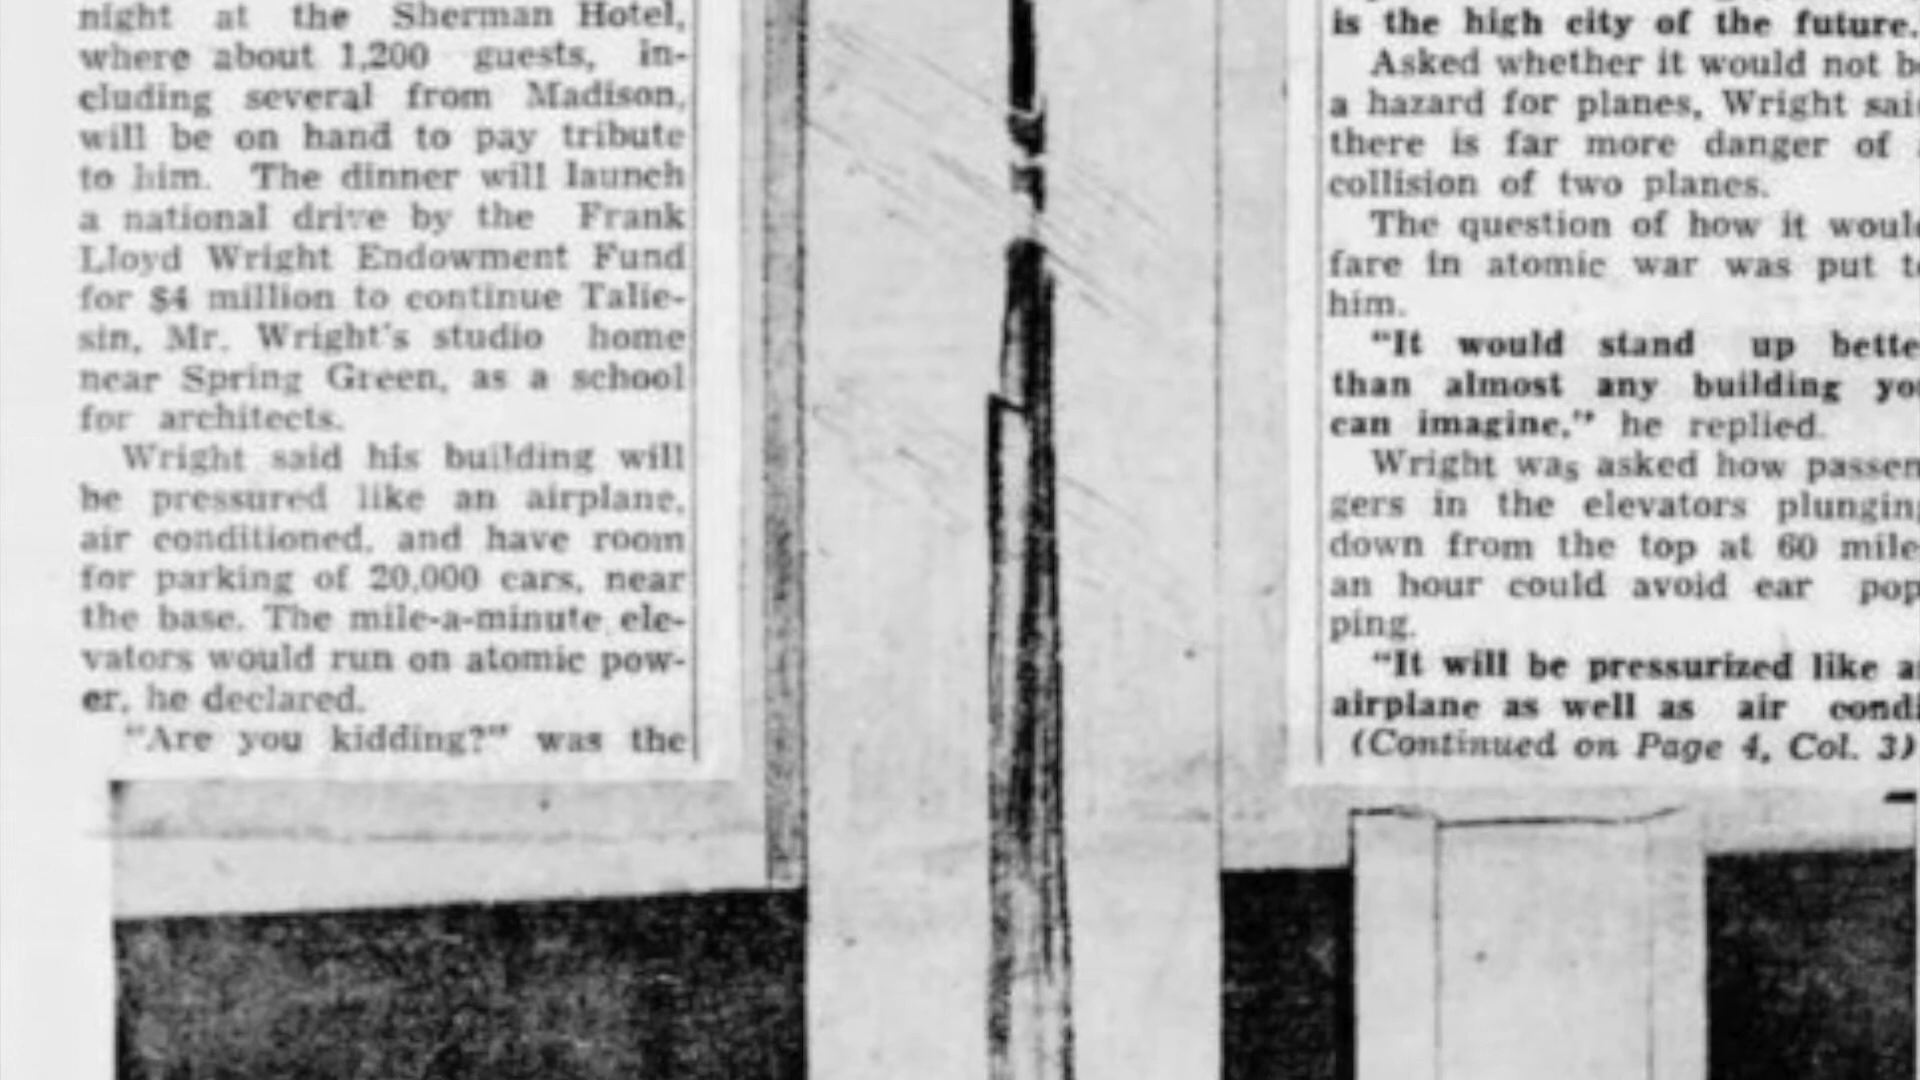 night at the Sherman Hotel,
where about 1,200 guests, in-
cluding several from Madison,
will be on hand to pay tribute
to him. The dinner will launch
a national drive by the Frank
Lloyd Wright Endowment Fund
for $4 million to continue Talie-
sin, Mr. Wright's studio home
near Spring Green, as a school
for architects.
Wright said his building will
be pressured like an airplane,
air conditioned, and have room
for parking of 20,000 cars, near
the base. The mile-a-minute ele-
vators would run on atomic pow-
er, he declared.
"Are you kidding?" was the
is the high city of the future.
Asked whether it would not b
a hazard for planes, Wright sai
there is far more danger of
collision of two planes.
The question of how it would
fare in atomic war was put t
him.
"It would stand up bette
than almost any building yo
can imagine," he replied.
Wright was asked how passen
gers in the elevators plunging
down from the top at 60 mile
an hour could avoid ear pop
ping.
"It will be pressurized like a
airplane as well as air condi
(Continued on Page 4, Col. 3)